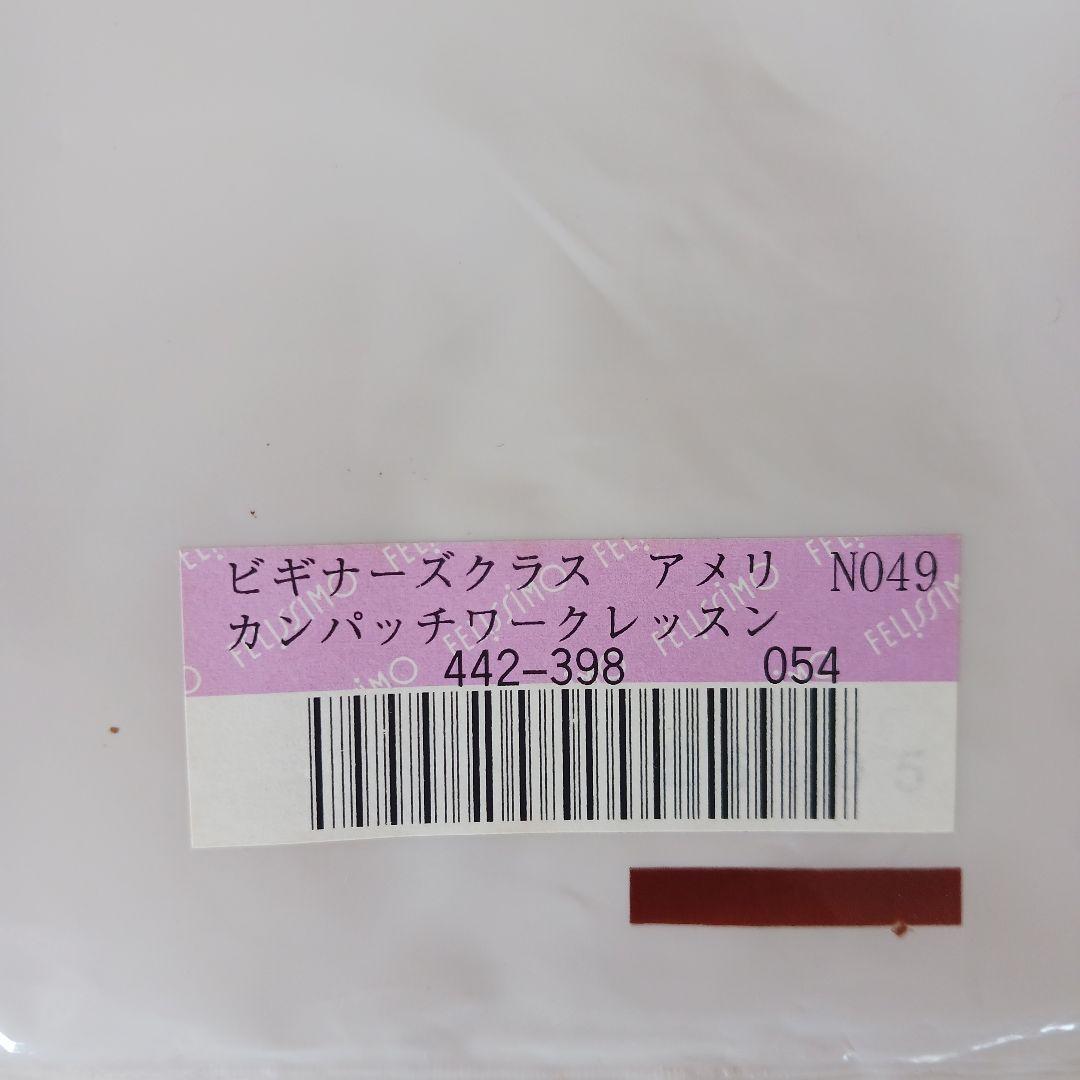 ビギナーズクラス　アメリ　N049
カンパッチワークレッスン
442-398 054
FELISSIMO